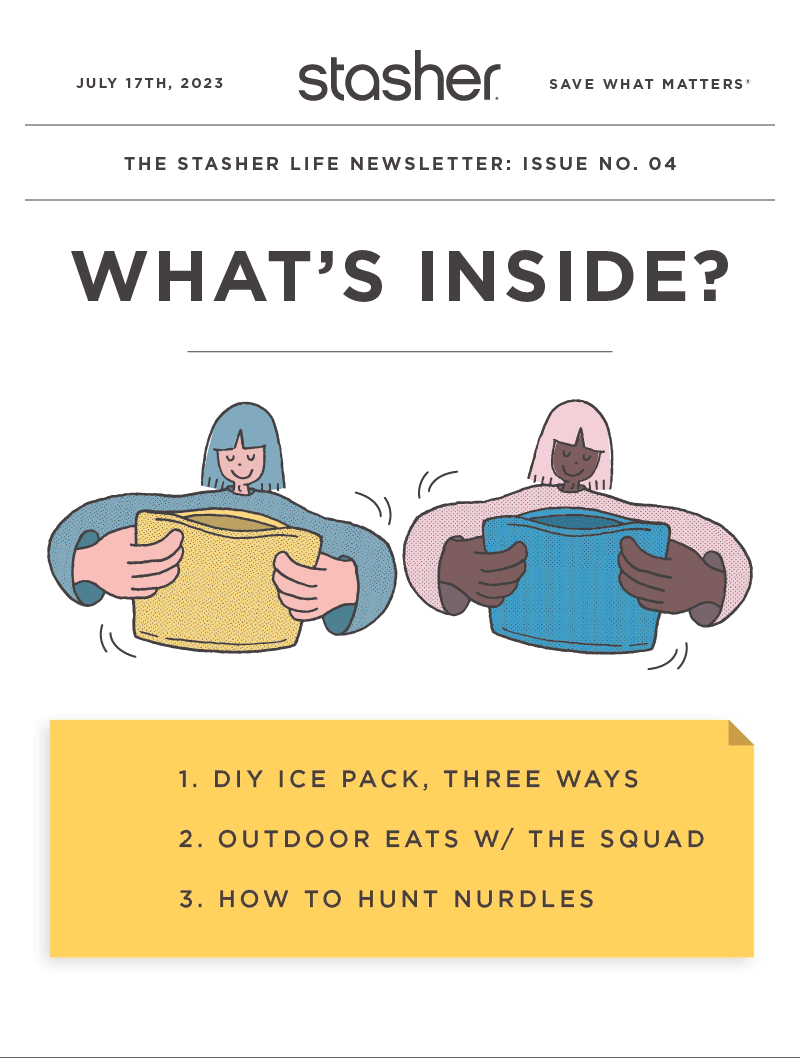 JULY 17TH, 2023
stasher
SAVE WHAT MATTERS®
THE STASHER LIFE NEWSLETTER: ISSUE NO. 04
WHAT'S INSIDE?
1. DIY ICE PACK, THREE WAYS
2. OUTDOOR EATS W/ THE SQUAD
3. HOW TO HUNT NURDLES